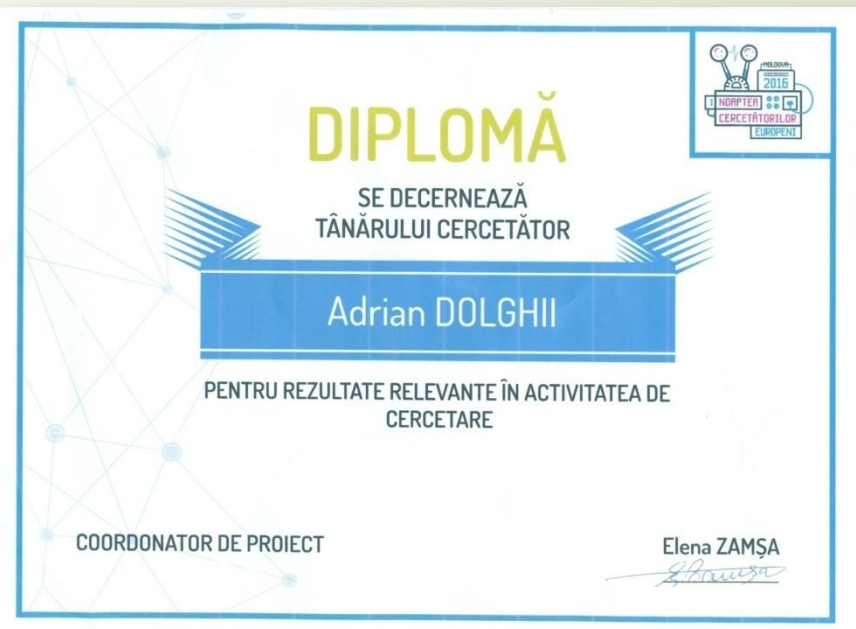 MOLDOVA
2016
NOAPTEA
CERCETĂTORILOR
EUROPENI
DIPLOMĂ
SE DECERNEAZĂ
TÂNĂRULUI CERCETĂTOR
Adrian DOLGHII
PENTRU REZULTATE RELEVANTE ÎN ACTIVITATEA DE
CERCETARE
COORDONATOR DE PROIECT
Elena ZAMȘA